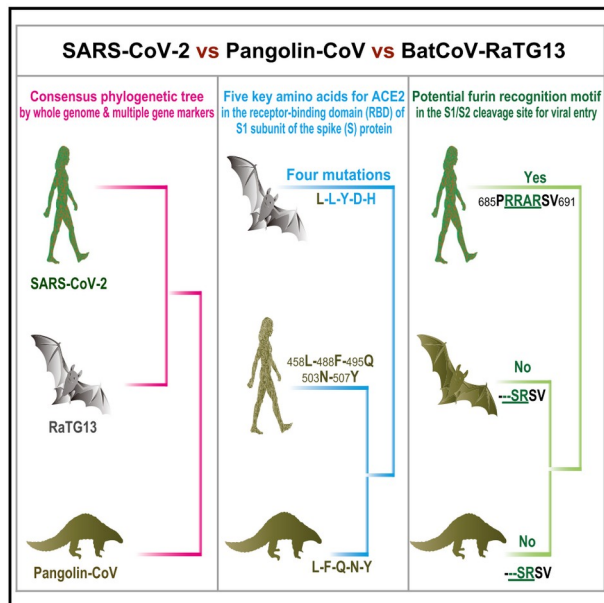 SARS-CoV-2 vs Pangolin-CoV vs BatCoV-RaTG13
Consensus phylogenetic tree
by whole genome & multiple gene markers
SARS-CoV-2
RaTG13
Pangolin-CoV
Five key amino acids for ACE2
in the receptor-binding domain (RBD) of
S1 subunit of the spike (S) protein
Four mutations
L-L-Y-D-H
458L-488F-495Q
503N-507Y
L-F-Q-N-Y
Potential furin recognition motif
in the S1/S2 cleavage site for viral entry
Yes
685PRRARSV691
No
----SRSV
No
----SRSV